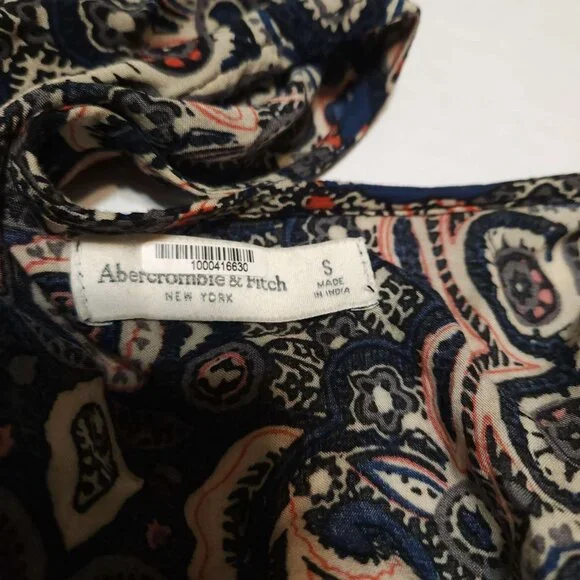 1000416630
Abercrombie & Fitch
NEW YORK
S
MADE
IN INDIA